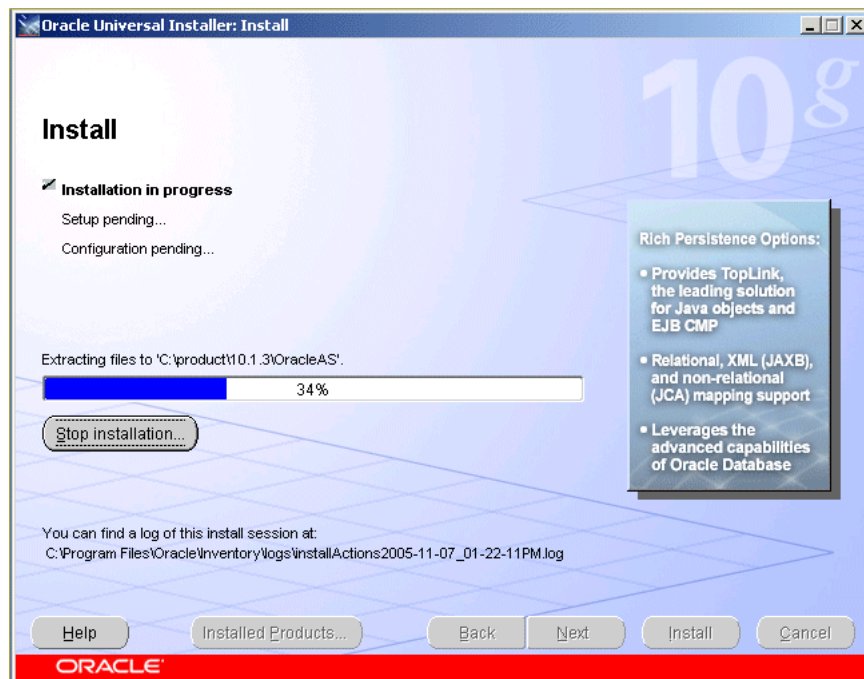 Oracle Universal Installer: Install
10g
Install
Installation in progress
Setup pending...
Configuration pending...
Rich Persistence Options:
• Provides TopLink,
the leading solution
for Java objects and
EJB CMP
• Relational, XML (JAXB),
and non-relational
(JCA) mapping support
• Leverages the
advanced capabilities
of Oracle Database
Extracting files to 'C:\product\10.1.3\OracleAS'.
34%
Stop installation...
You can find a log of this install session at:
C:\Program Files\Oracle\Inventory\logs\installActions2005-11-07_01-22-11PM.log
Help
Installed Products...
Back
Next
Install
Cancel
ORACLE